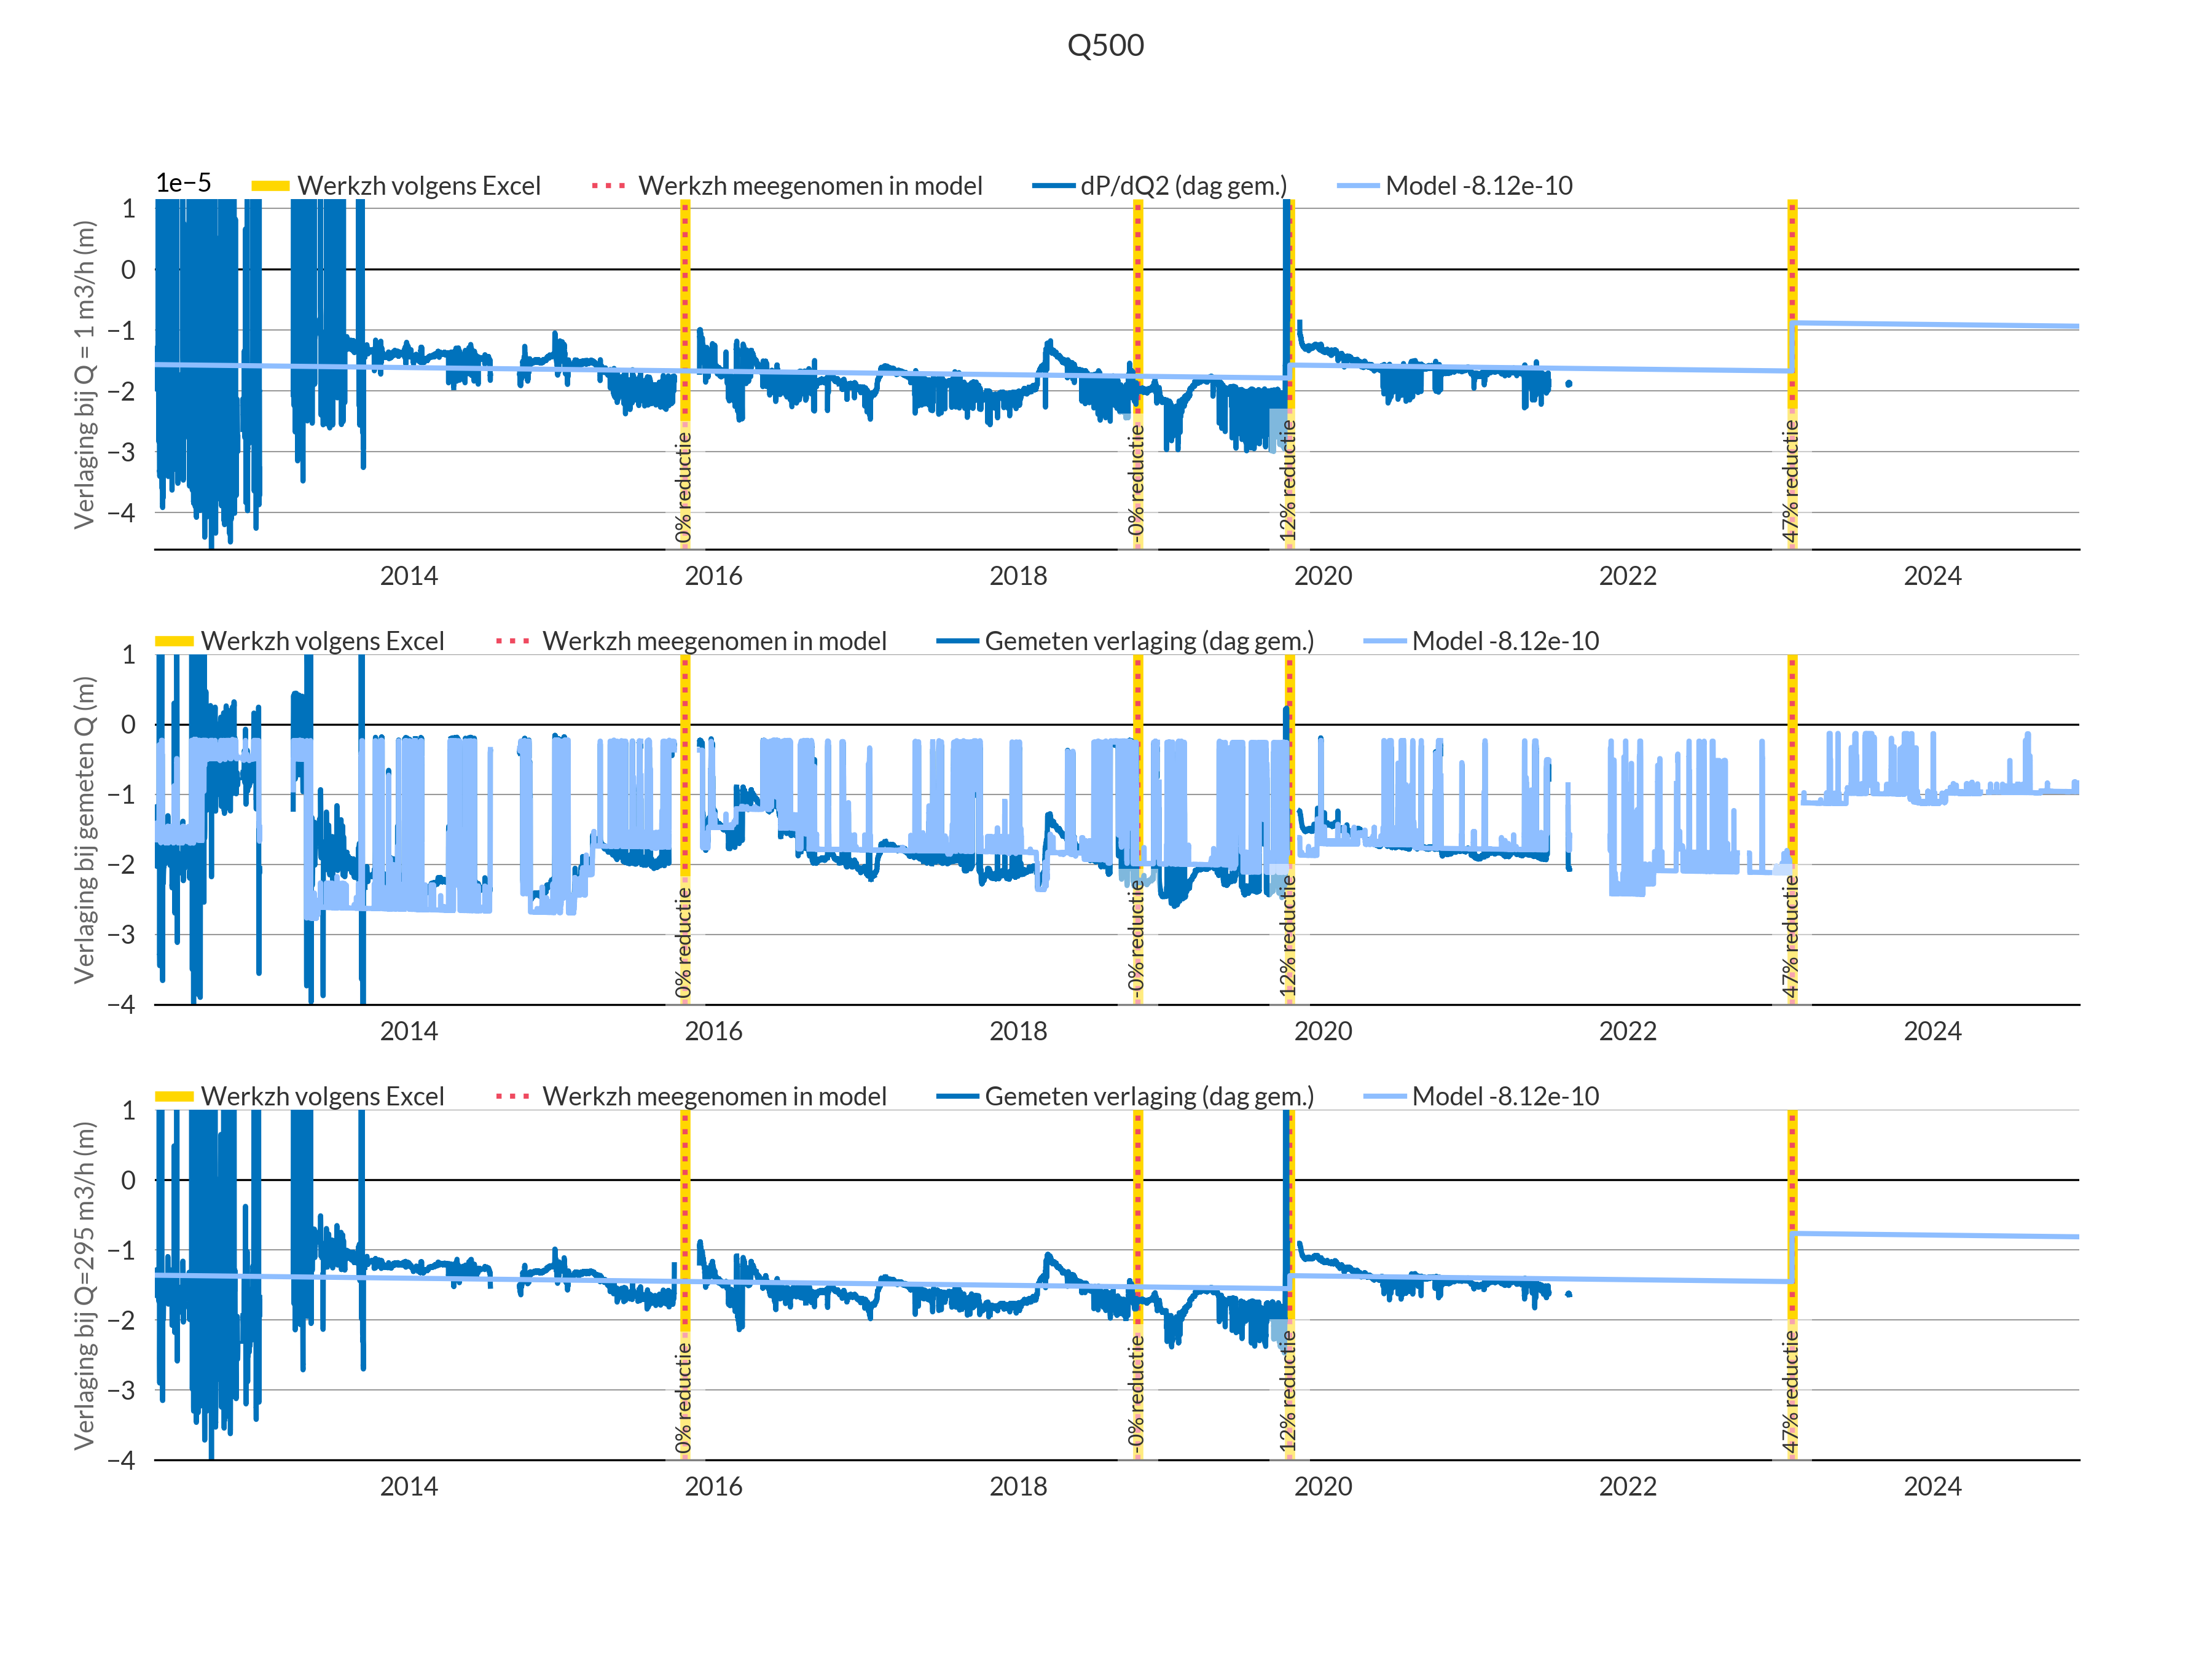 Q500
1e−5
Werkzh volgens Excel
Werkzh meegenomen in model
dP/dQ2 (dag gem.)
Model -8.12e-10
Verlaging bij Q = 1 m3/h (m)
1
0
−1
−2
−3
−4
0% reductie
-0% reductie
12% reductie
47% reductie
2014
2016
2018
2020
2022
2024
Werkzh volgens Excel
Werkzh meegenomen in model
Gemeten verlaging (dag gem.)
Model -8.12e-10
Verlaging bij gemeten Q (m)
1
0
−1
−2
−3
−4
0% reductie
-0% reductie
12% reductie
47% reductie
2014
2016
2018
2020
2022
2024
Werkzh volgens Excel
Werkzh meegenomen in model
Gemeten verlaging (dag gem.)
Model -8.12e-10
Verlaging bij Q=295 m3/h (m)
1
0
−1
−2
−3
−4
0% reductie
-0% reductie
12% reductie
47% reductie
2014
2016
2018
2020
2022
2024